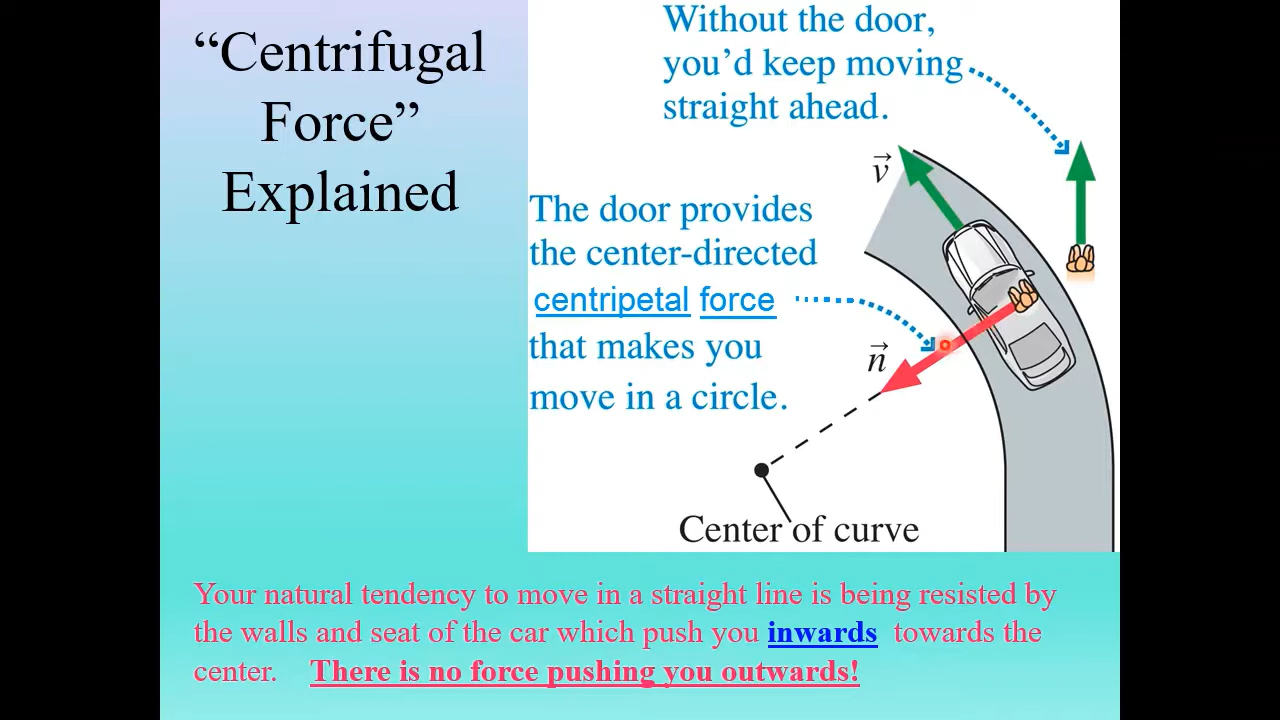 “Centrifugal
Force”
Explained
Without the door,
you’d keep moving
straight ahead.
v
The door provides
the center-directed
centripetal force
that makes you
move in a circle.
n
Center of curve
Your natural tendency to move in a straight line is being resisted by
the walls and seat of the car which push you inwards towards the
center. There is no force pushing you outwards!